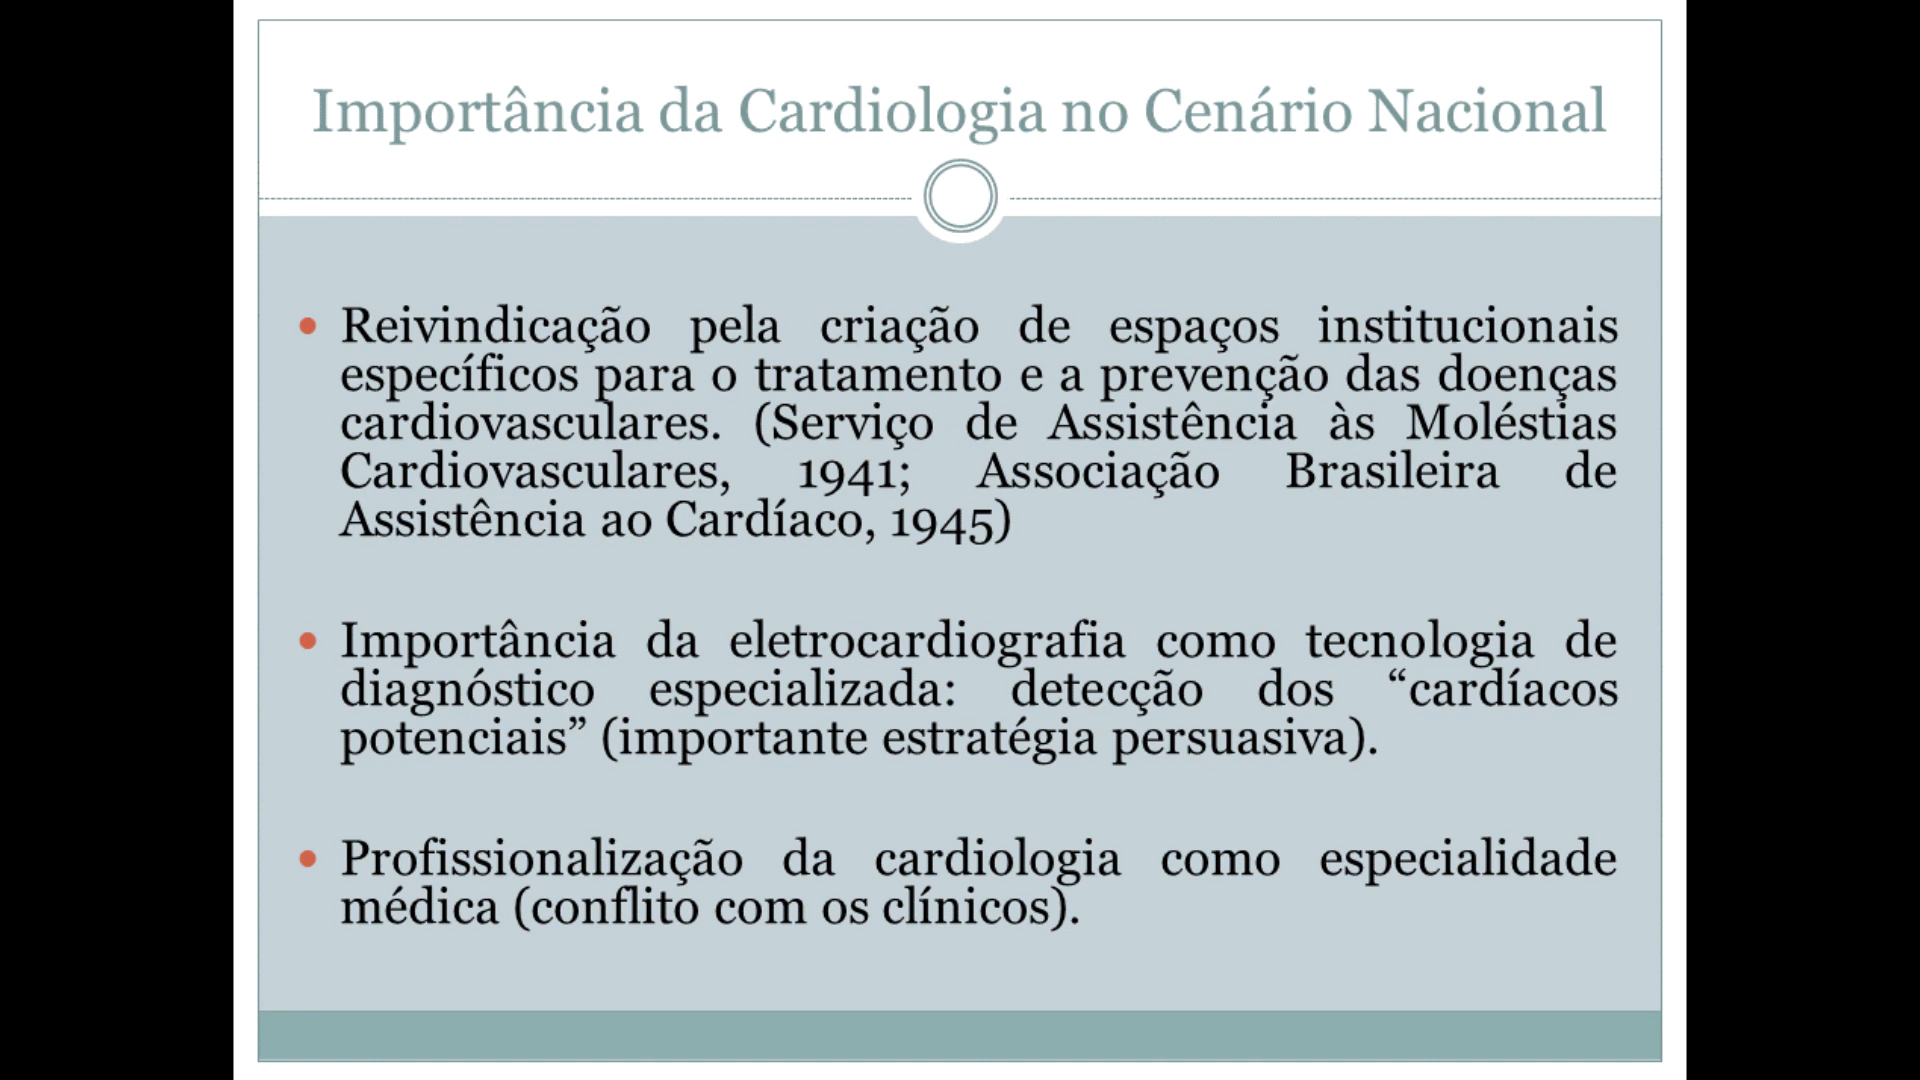 Importância da Cardiologia no Cenário Nacional
• Reivindicação pela criação de espaços institucionais
específicos para o tratamento e a prevenção das doenças
cardiovasculares. (Serviço de Assistência às Moléstias
Cardiovasculares, 1941; Associação Brasileira de
Assistência ao Cardíaco, 1945)
• Importância da eletrocardiografia como tecnologia de
diagnóstico especializada: detecção dos “cardíacos
potenciais” (importante estratégia persuasiva).
• Profissionalização da cardiologia como especialidade
médica (conflito com os clínicos).